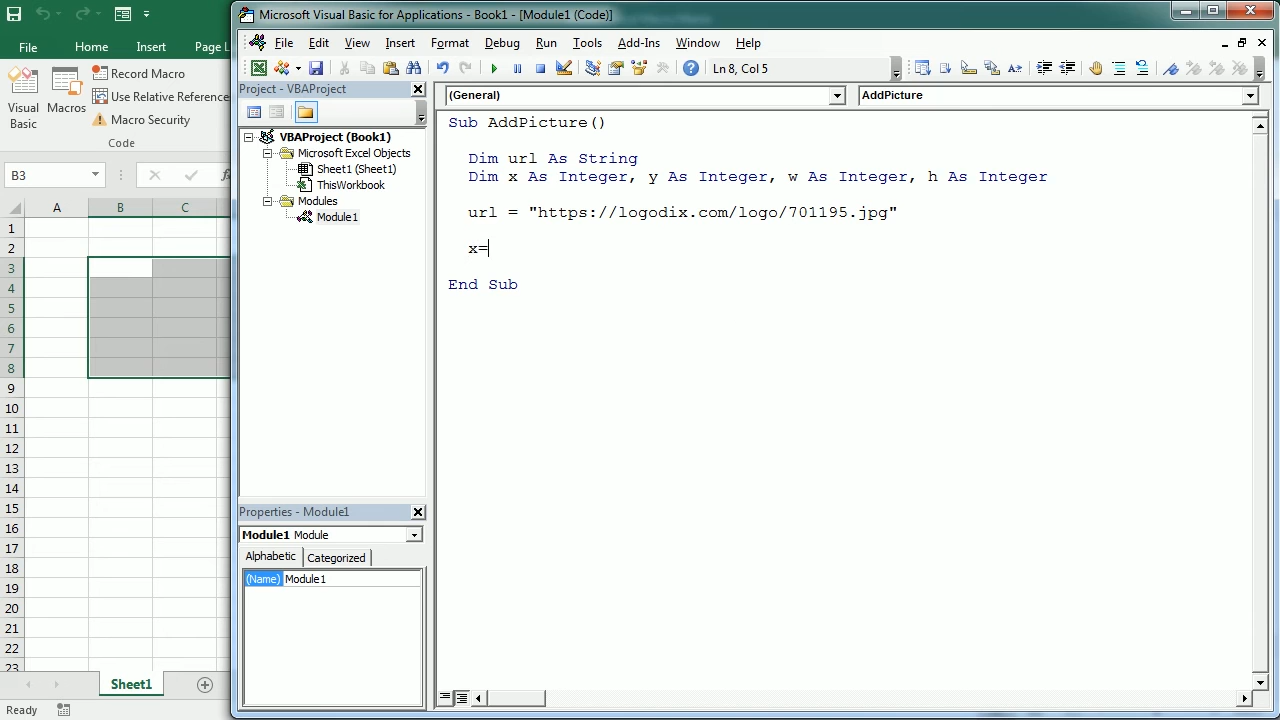 Microsoft Visual Basic for Applications - Book1 - [Module1 (Code)]
File Home Insert Page L
File Edit View Insert Format Debug Run Tools Add-Ins Window Help
Ln 8, Col 5
Visual Basic
Macros
Record Macro
Use Relative Reference
Macro Security
Code
B3
Project - VBAProject
VBAProject (Book1)
Microsoft Excel Objects
Sheet1 (Sheet1)
ThisWorkbook
Modules
Module1
(General)
AddPicture
Sub AddPicture()
Dim url As String
Dim x As Integer, y As Integer, w As Integer, h As Integer
url = "https://logodix.com/logo/701195.jpg"
x=
End Sub
A B C
1
2
3
4
5
6
7
8
9
10
11
12
13
14
15
16
17
18
19
20
21
22
23
Properties - Module1
Module1 Module
Alphabetic Categorized
(Name) Module1
Sheet1
Ready